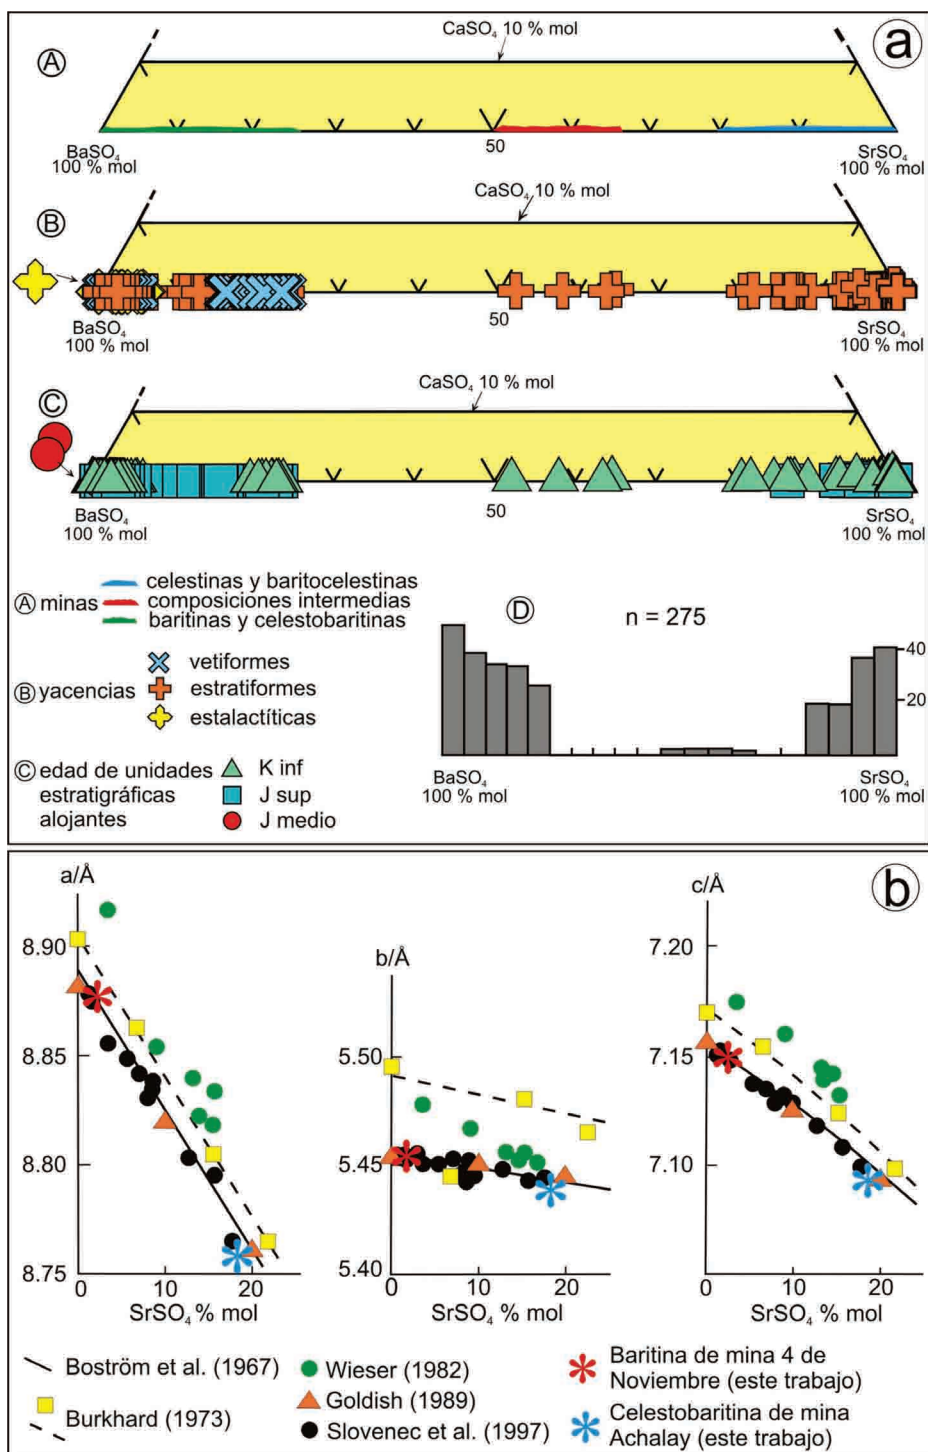 a
CaSO₄ 10 % mol
A
BaSO₄
100 % mol
50
SrSO₄
100 % mol
CaSO₄ 10 % mol
B
BaSO₄
100 % mol
50
SrSO₄
100 % mol
CaSO₄ 10 % mol
C
BaSO₄
100 % mol
50
SrSO₄
100 % mol
A minas
celestinas y baritocelestinas
composiciones intermedias
baritinas y celestobaritinas
B yacencias
vetiformes
estratiformes
estalactíticas
C edad de unidades
estratigráficas
alojantes
K inf
J sup
J medio
D
n = 275
40
20
BaSO₄
100 % mol
SrSO₄
100 % mol
b
a/Å
8.90
8.85
8.80
8.75
0 10 20
SrSO₄ % mol
b/Å
5.50
5.45
5.40
0 10 20
SrSO₄ % mol
c/Å
7.20
7.15
7.10
0 10 20
SrSO₄ % mol
Boström et al. (1967)
Burkhard (1973)
Wieser (1982)
Goldish (1989)
Slovenec et al. (1997)
Baritina de mina 4 de
Noviembre (este trabajo)
Celestobaritina de mina
Achalay (este trabajo)